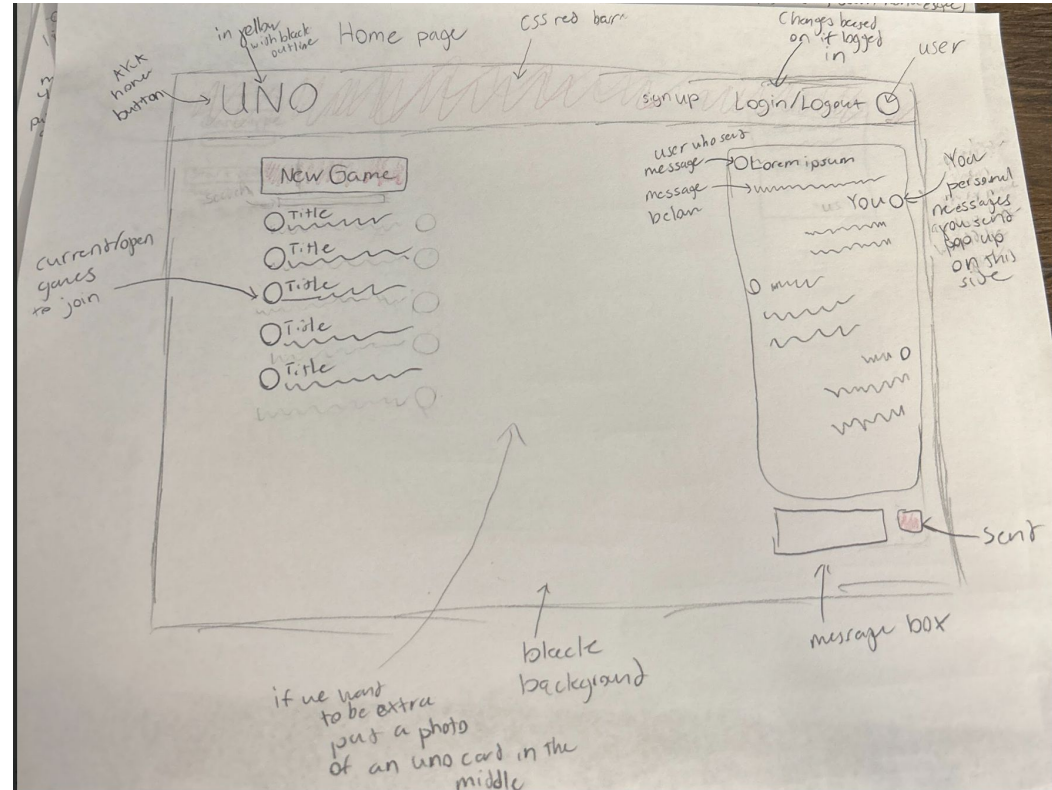 in yellow
with black
outline
Home page
CSS red bar
Changes based
on if logged
in
user
AKA
home
button
UNO
sign up
Login/Logout
New Game
Title
Title
Title
Title
Title
current/open
games
to join
user who sent
message
message
below
Lorem ipsum
You
You
personal
messages
you send
pop up
on this
side
sent
message box
black
background
if we want
to be extra
put a photo
of an uno card in the
middle